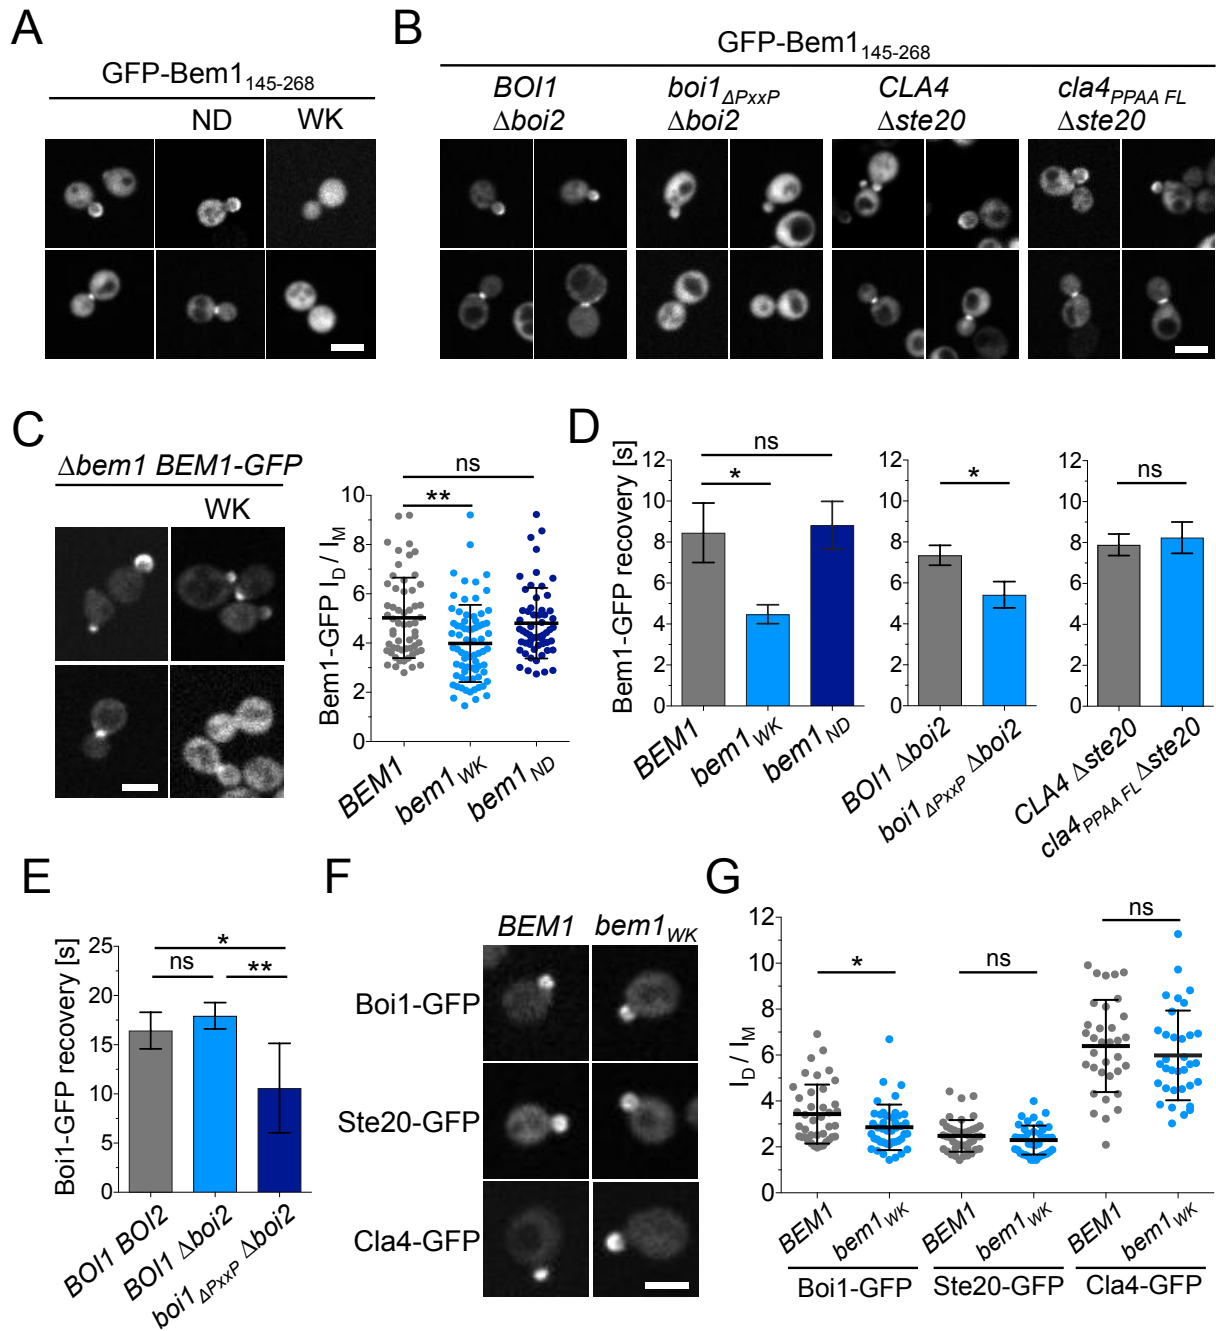 A
GFP-Bem1145-268
ND WK
B
GFP-Bem1145-268
BOI1 boi1ΔPxxP CLA4 cla4PPAA FL
Δboi2 Δboi2 Δste20 Δste20
C
Δbem1 BEM1-GFP
WK
Bem1-GFP ID / IM
10
8
6
4
2
0
ns
**
BEM1 bem1WK bem1ND
D
Bem1-GFP recovery [s]
12
10
8
6
4
2
0
ns
*
BEM1 bem1WK bem1ND
12
10
8
6
4
2
0
*
BOI1 Δboi2 boi1ΔPxxP Δboi2
12
10
8
6
4
2
0
ns
CLA4 Δste20 cla4PPAA FL Δste20
E
Boi1-GFP recovery [s]
25
20
15
10
5
0
*
ns **
BOI1 BOI2 BOI1 Δboi2 boi1ΔPxxP Δboi2
F
BEM1 bem1WK
Boi1-GFP
Ste20-GFP
Cla4-GFP
G
ID / IM
12
10
8
6
4
2
0
* ns ns
BEM1 bem1WK BEM1 bem1WK BEM1 bem1WK
Boi1-GFP Ste20-GFP Cla4-GFP